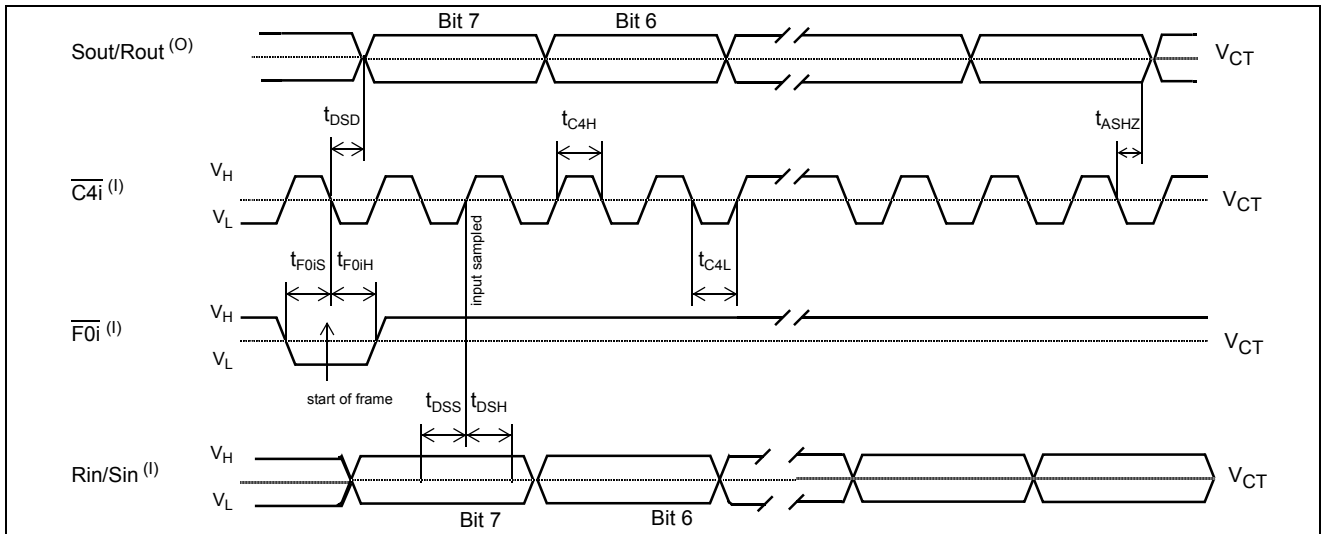 Bit 7 Bit 6
Sout/Rout (O) VCT
tDSD tC4H tASHZ
VH
C4i (I) VCT
VL
tF0iS tF0iH input sampled tC4L
VH
F0i (I) VCT
VL
start of frame tDSS tDSH
VH
Rin/Sin (I) VCT
VL
Bit 7 Bit 6